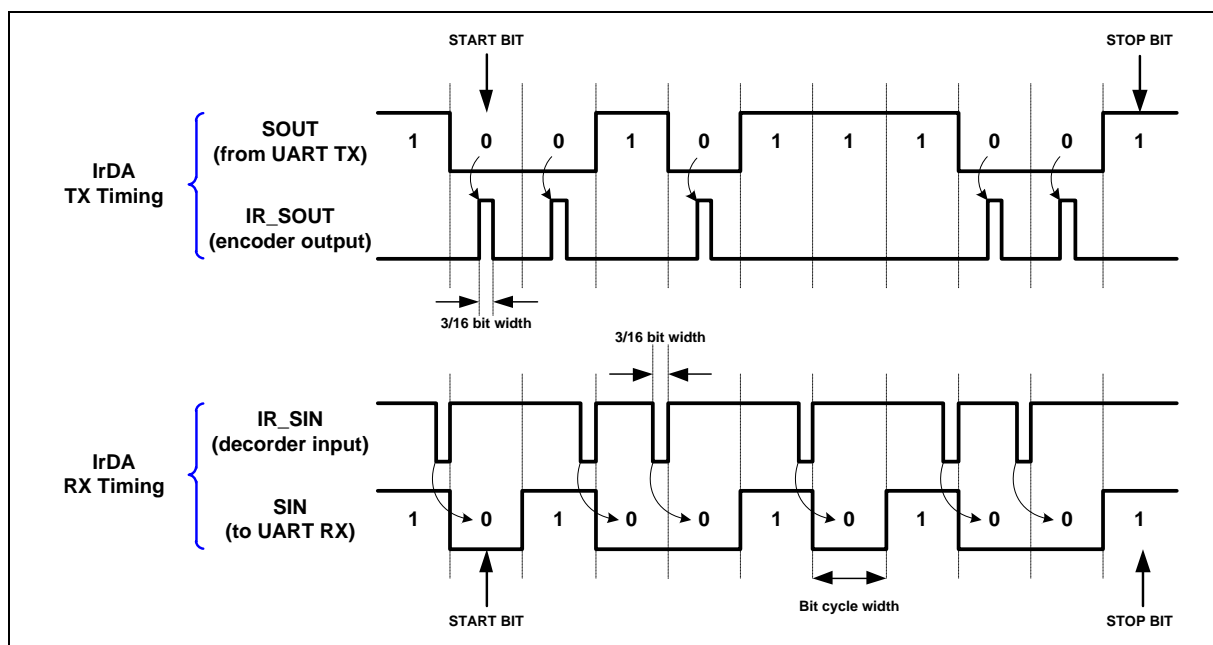 START BIT
STOP BIT
IrDA
TX Timing
SOUT
(from UART TX)
1 0 0 1 0 1 1 1 0 0 1
IR_SOUT
(encoder output)
3/16 bit width
3/16 bit width
IrDA
RX Timing
IR_SIN
(decorder input)
SIN
(to UART RX)
1 0 1 0 0 1 0 1 0 0 1
Bit cycle width
START BIT
STOP BIT